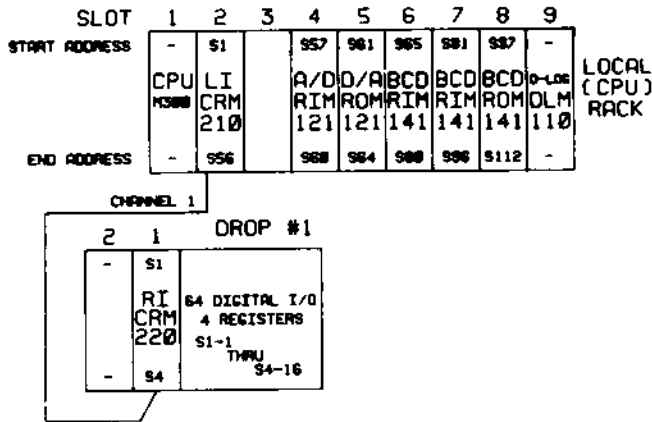 SLOT 1 2 3 4 5 6 7 8 9
START ADDRESS - S1 S57 S61 S65 S81 S97 -
CPU LI A/D D/A BCD BCD BCD D-LOG
M300 CRM RIM ROM RIM RIM ROM DLM
210 121 121 141 141 141 110
LOCAL
(CPU)
RACK
END ADDRESS - S56 S60 S64 S80 S96 S112 -
CHANNEL 1
DROP #1
2 1
- S1
RI
CRM
220
- S4
64 DIGITAL I/O
4 REGISTERS
S1-1
THRU
S4-16